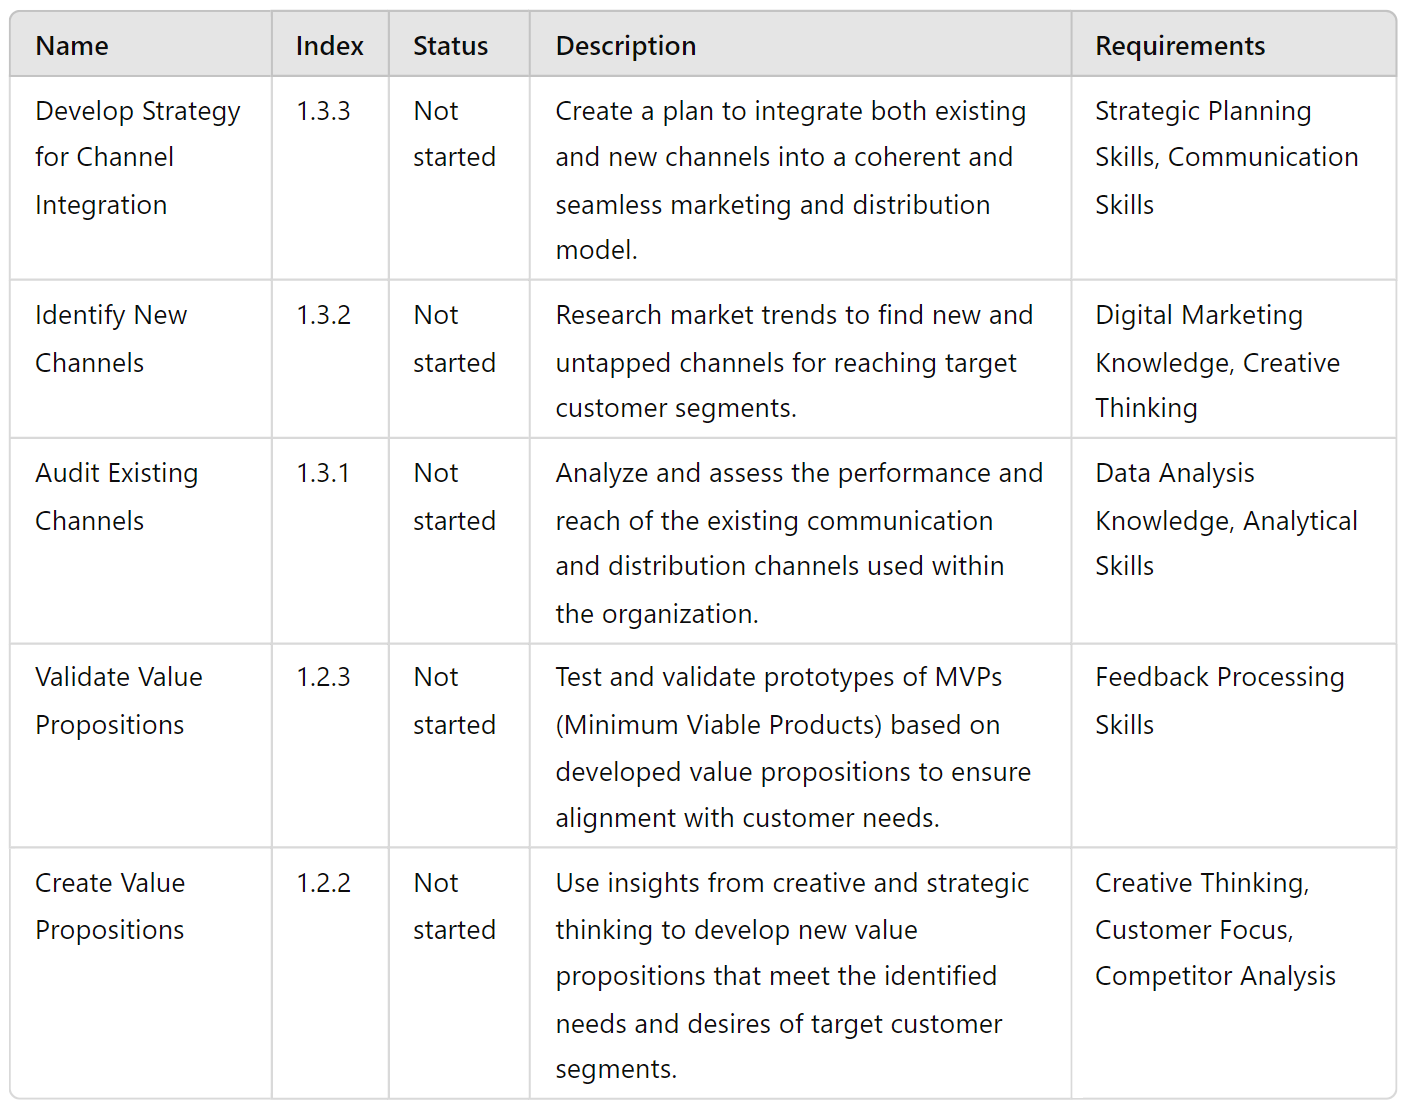 Name Index Status Description Requirements
Develop Strategy 1.3.3 Not Create a plan to integrate both existing Strategic Planning
for Channel started and new channels into a coherent and Skills, Communication
Integration seamless marketing and distribution Skills
model.
Identify New 1.3.2 Not Research market trends to find new and Digital Marketing
Channels started untapped channels for reaching target Knowledge, Creative
customer segments. Thinking
Audit Existing 1.3.1 Not Analyze and assess the performance and Data Analysis
Channels started reach of the existing communication Knowledge, Analytical
and distribution channels used within Skills
the organization.
Validate Value 1.2.3 Not Test and validate prototypes of MVPs Feedback Processing
Propositions started (Minimum Viable Products) based on Skills
developed value propositions to ensure
alignment with customer needs.
Create Value 1.2.2 Not Use insights from creative and strategic Creative Thinking,
Propositions started thinking to develop new value Customer Focus,
propositions that meet the identified Competitor Analysis
needs and desires of target customer
segments.